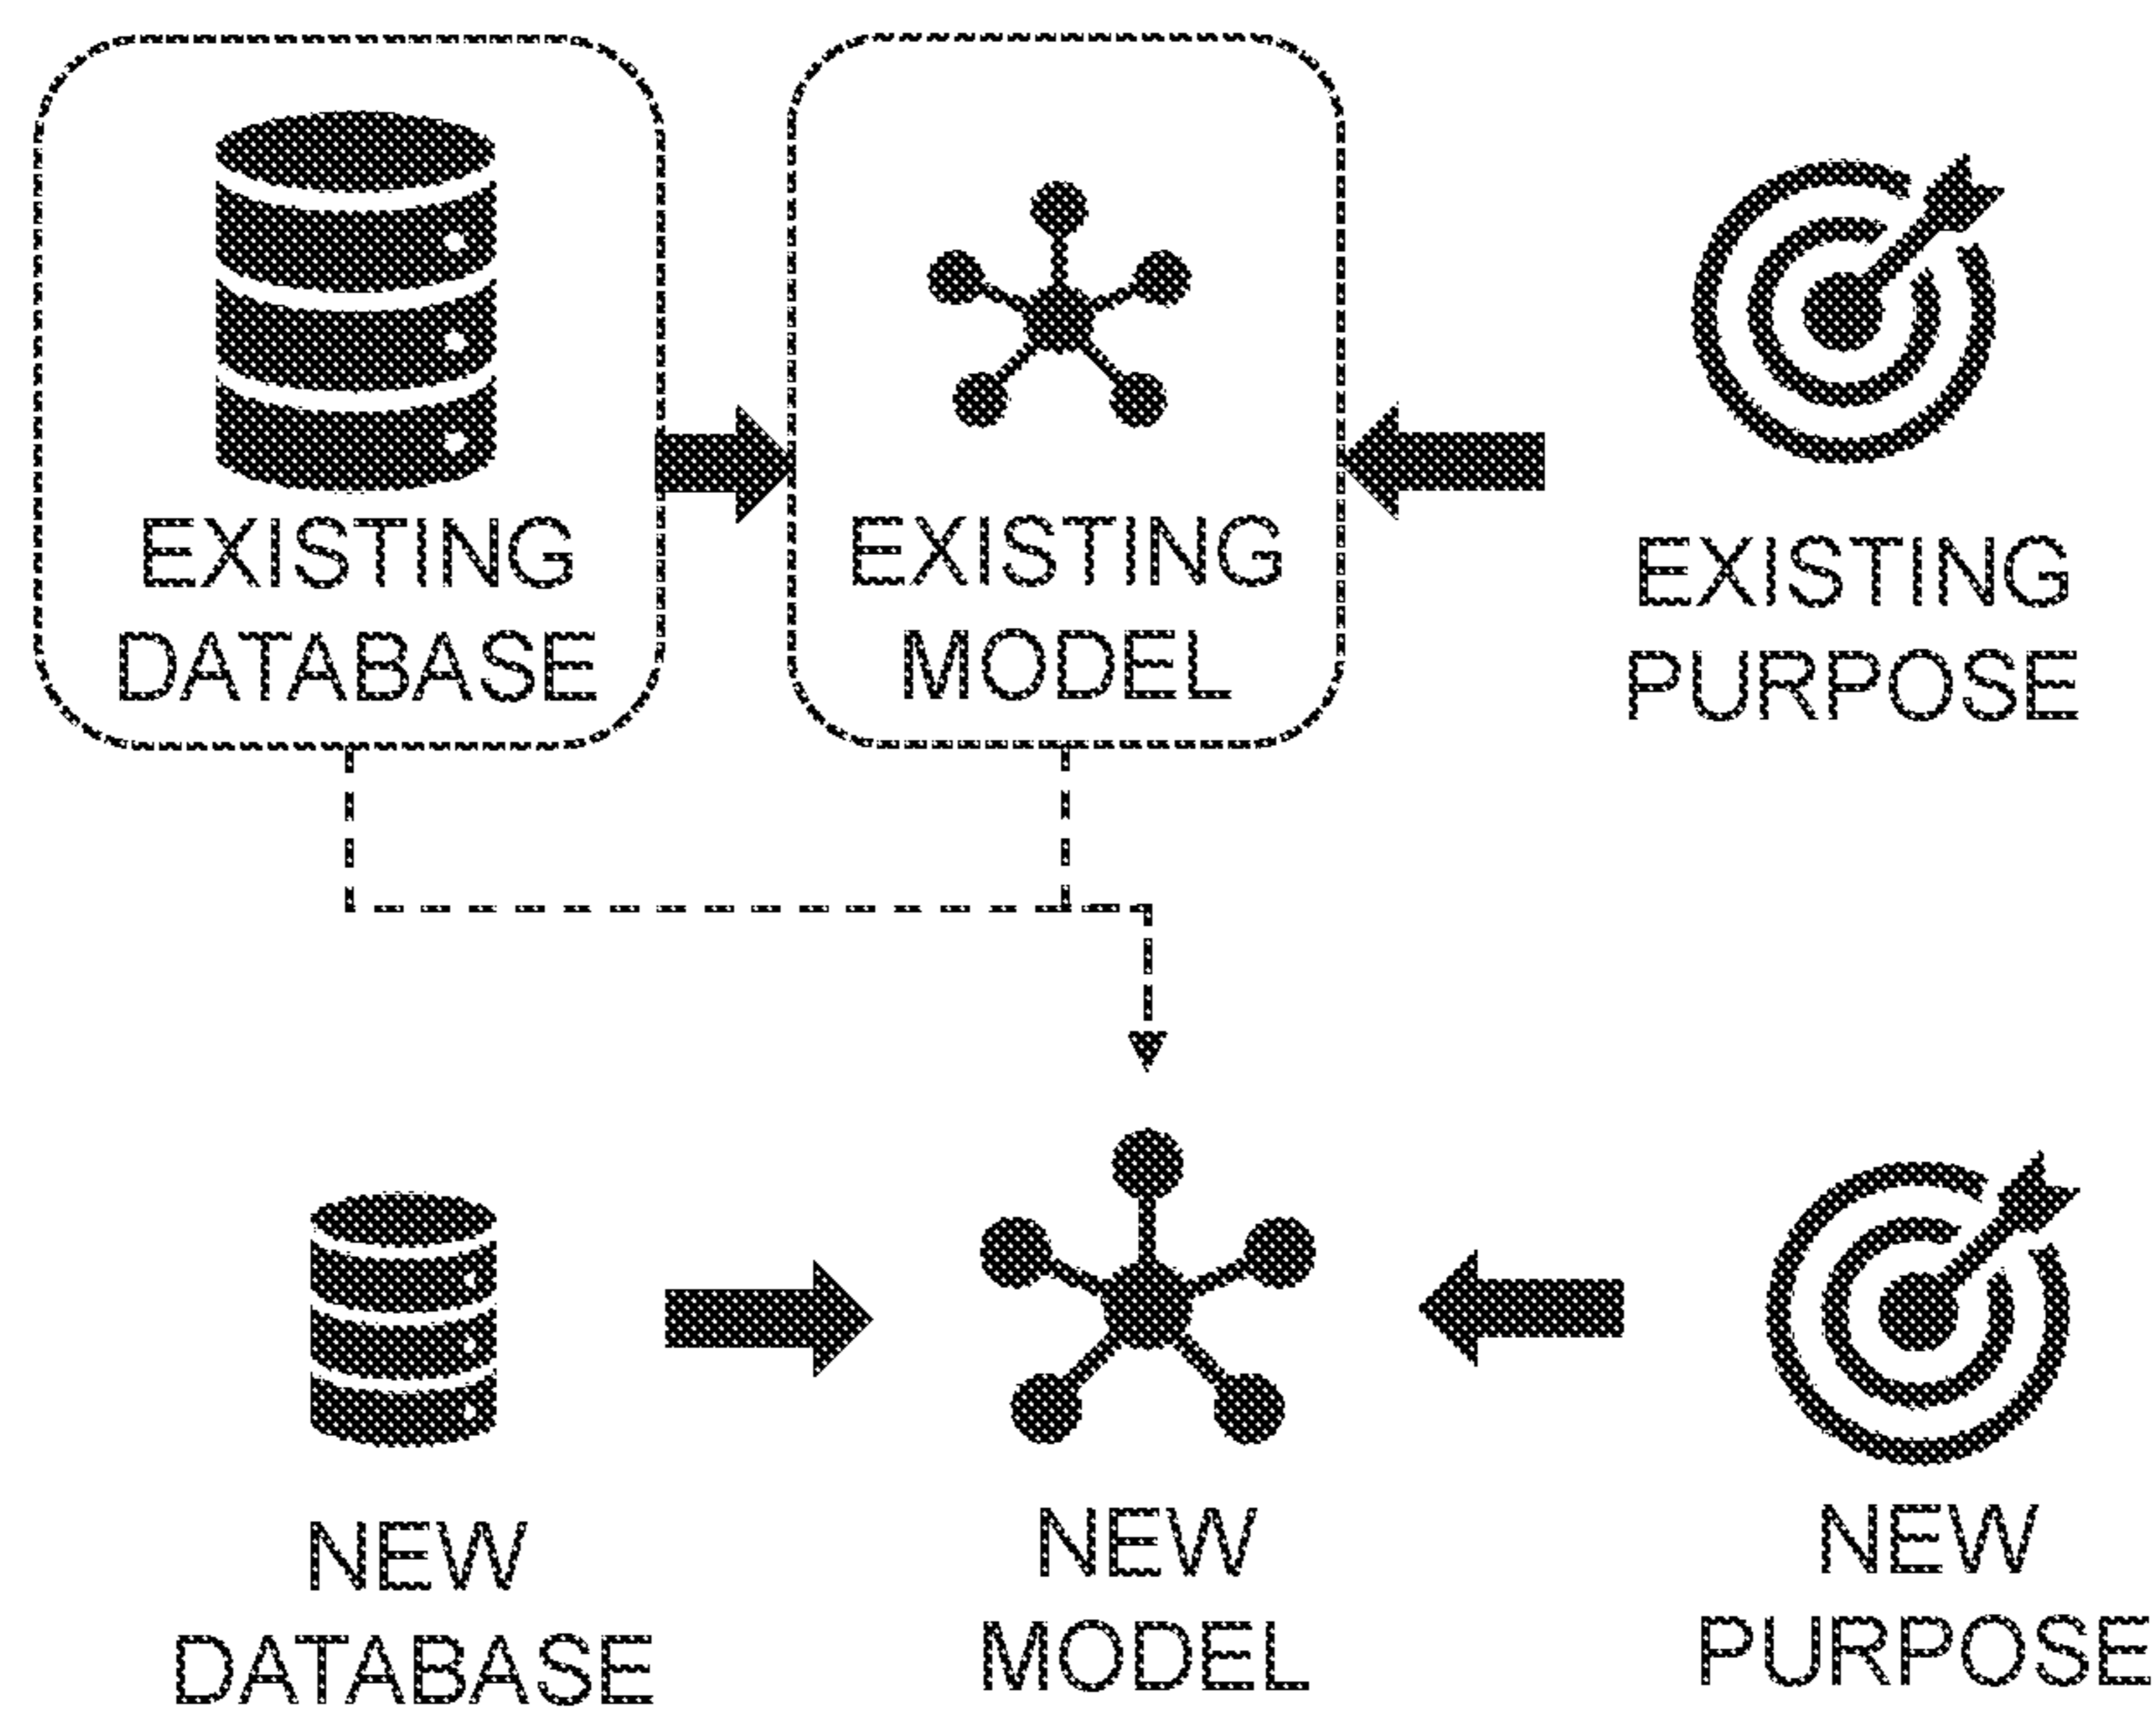 EXISTING
DATABASE
EXISTING
MODEL
EXISTING
PURPOSE
NEW
DATABASE
NEW
MODEL
NEW
PURPOSE